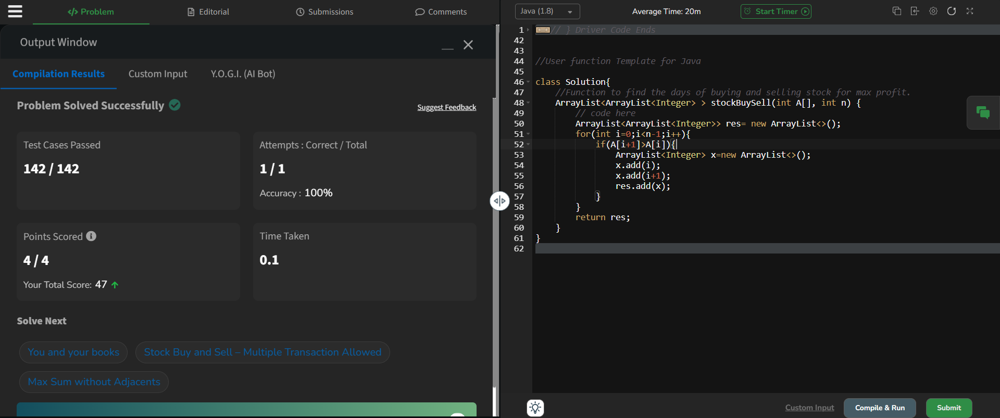 Problem Editorial Submissions Comments
Output Window
Compilation Results Custom Input Y.O.G.I. (AI Bot)
Problem Solved Successfully
Suggest Feedback
Test Cases Passed
142 / 142
Attempts : Correct / Total
1 / 1
Accuracy : 100%
Points Scored
4 / 4
Your Total Score: 47
Time Taken
0.1
Solve Next
You and your books
Stock Buy and Sell – Multiple Transaction Allowed
Max Sum without Adjacents
Java (1.8) Average Time: 20m Start Timer
1 // } Driver Code Ends
42
43
44 //User function Template for Java
45
46 class Solution{
47 //Function to find the days of buying and selling stock for max profit.
48 ArrayList<ArrayList<Integer> > stockBuySell(int A[], int n) {
49 // code here
50 ArrayList<ArrayList<Integer>> res= new ArrayList<>();
51 for(int i=0;i<n-1;i++){
52 if(A[i+1]>A[i]){
53 ArrayList<Integer> x=new ArrayList<>();
54 x.add(i);
55 x.add(i+1);
56 res.add(x);
57 }
58 }
59 return res;
60 }
61 }
62
Custom Input Compile & Run Submit